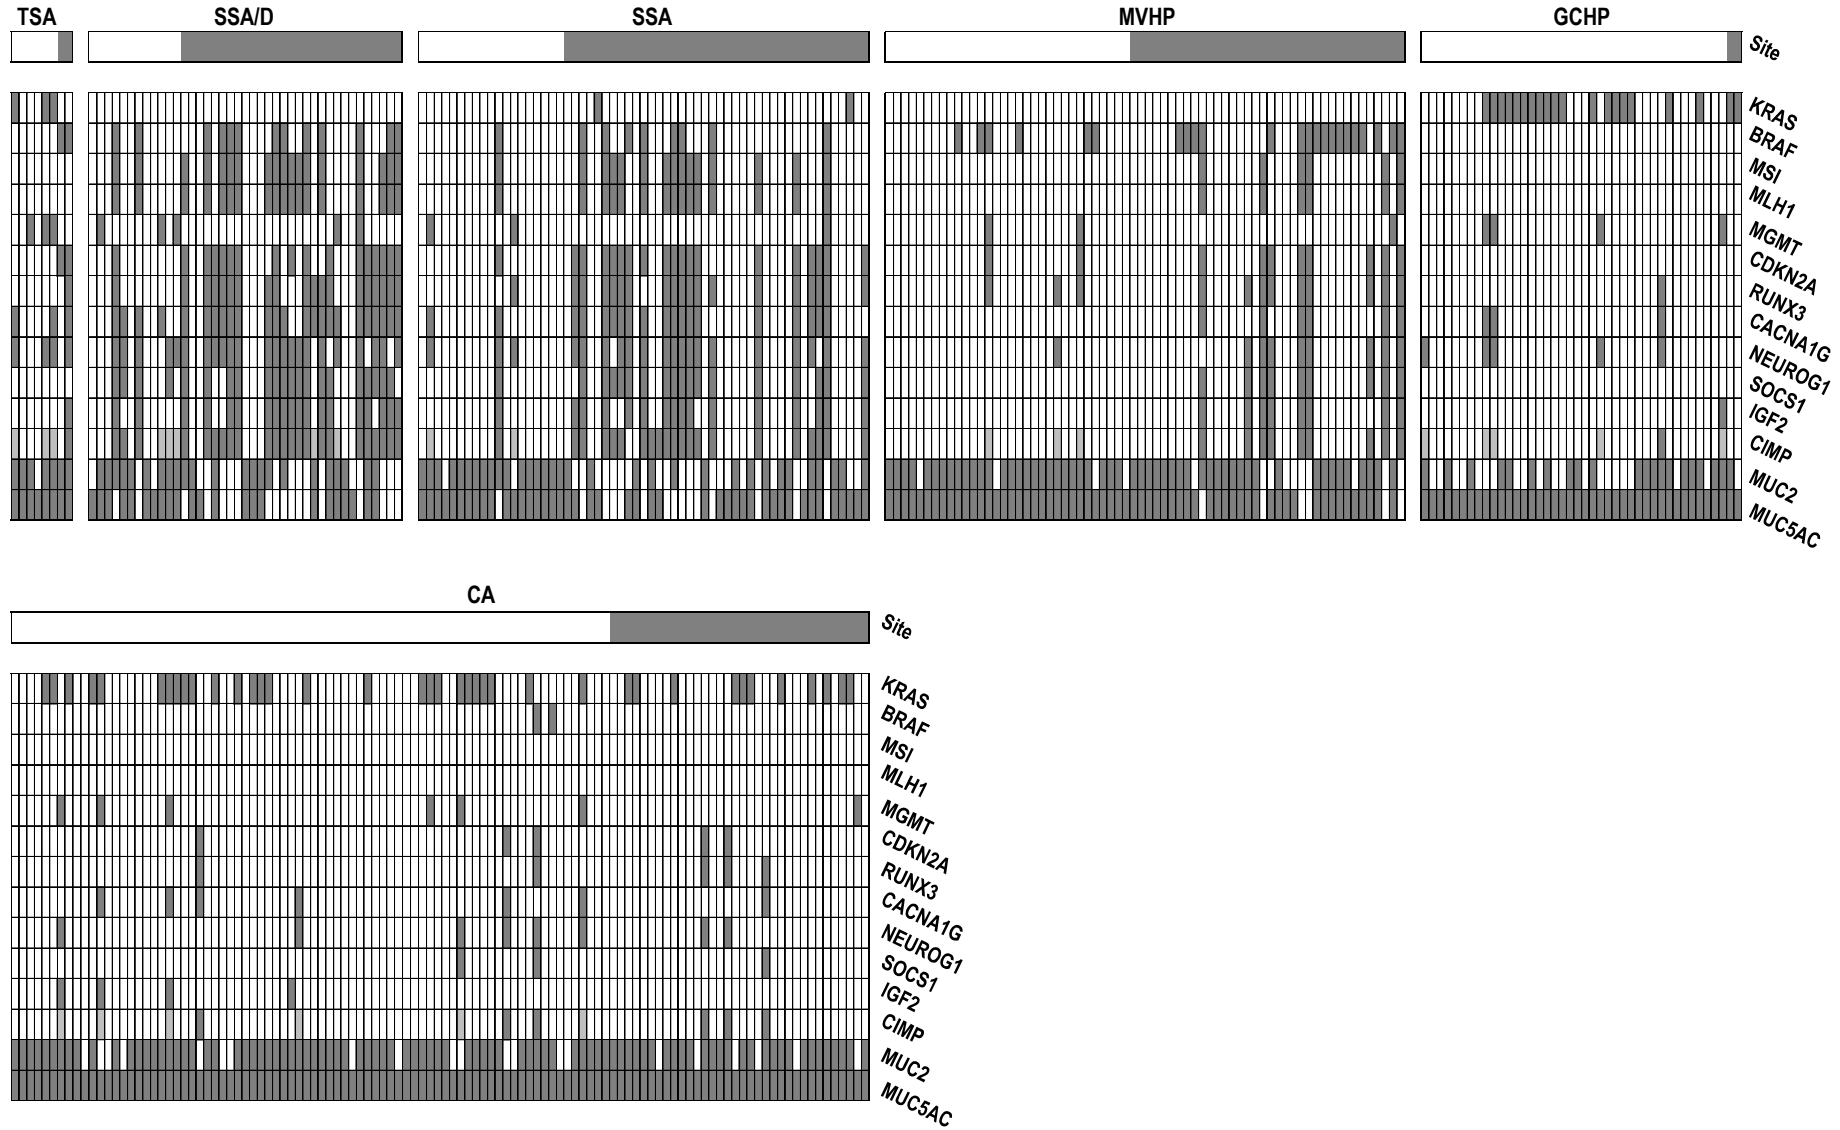 TSA SSA/D SSA MVHP GCHP
Site
KRAS
BRAF
MSI
MLH1
MGMT
CDKN2A
RUNX3
CACNA1G
NEUROG1
SOCS1
IGF2
CIMP
MUC2
MUC5AC
CA
Site
KRAS
BRAF
MSI
MLH1
MGMT
CDKN2A
RUNX3
CACNA1G
NEUROG1
SOCS1
IGF2
CIMP
MUC2
MUC5AC